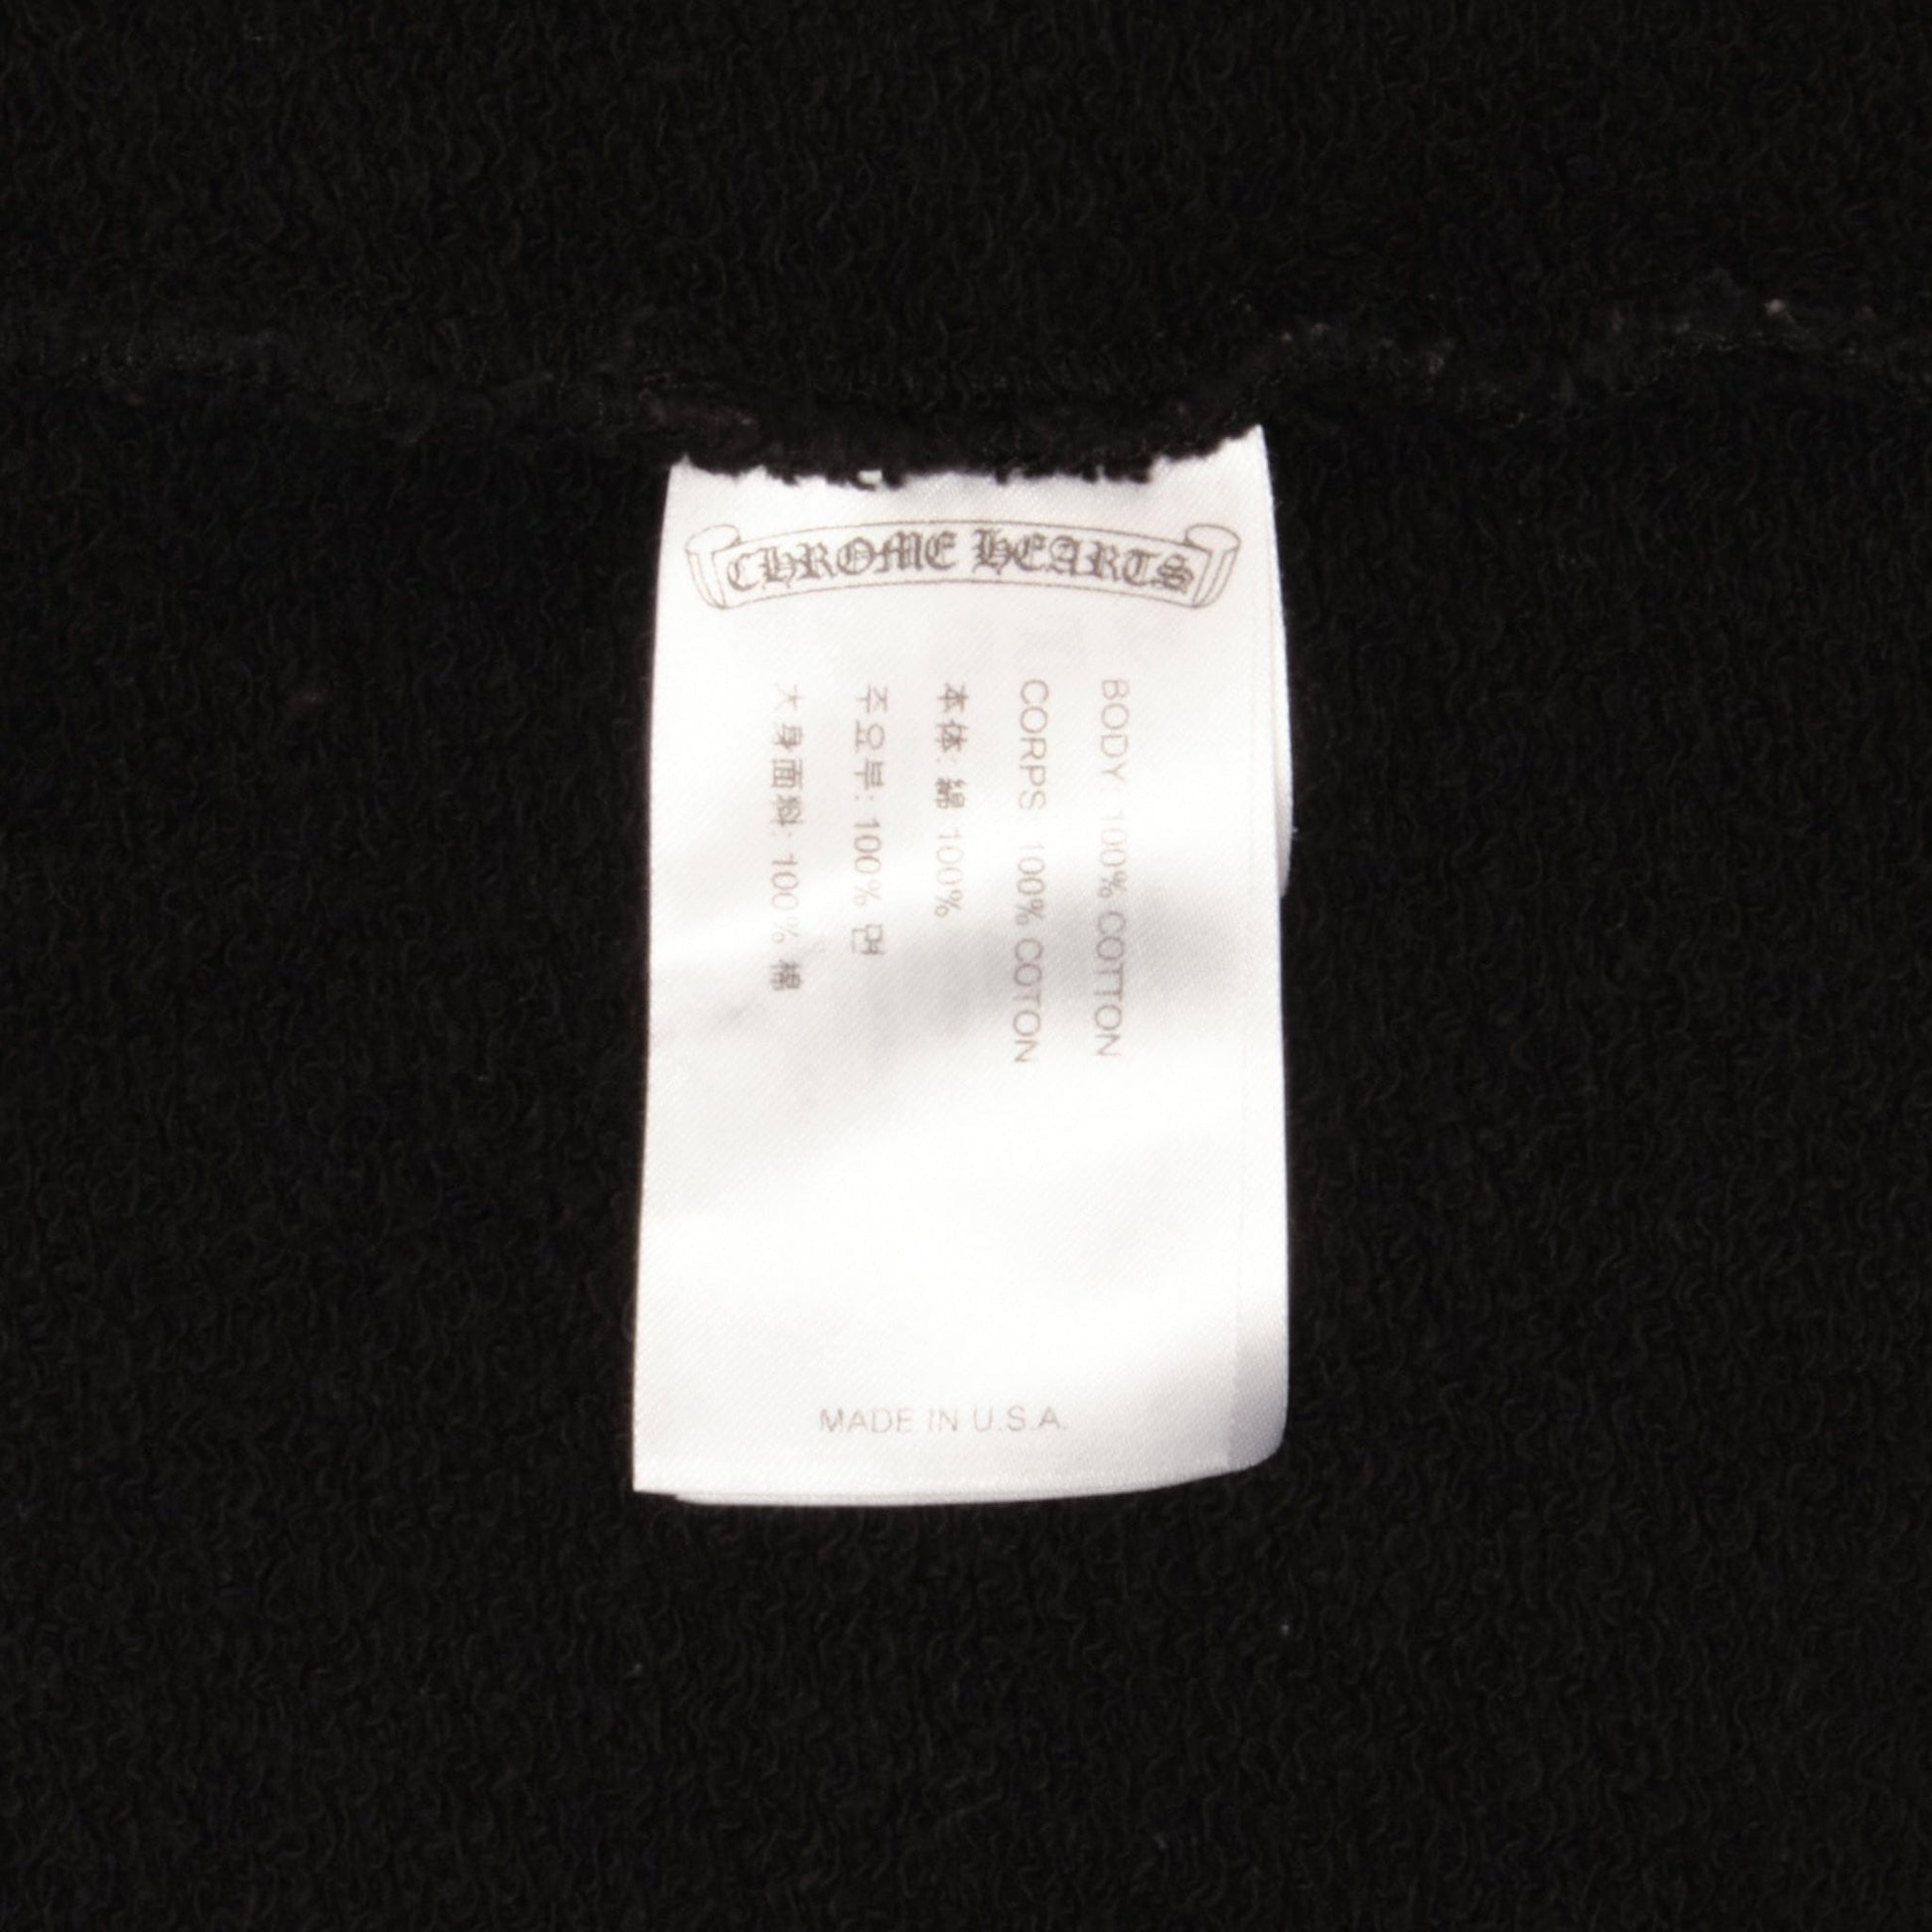 CHROME HEARTS
BODY: 100% COTTON
CORPS: 100% COTON
本体: 綿 100%
주요부: 100% 면
大身面料: 100% 棉
MADE IN U.S.A.